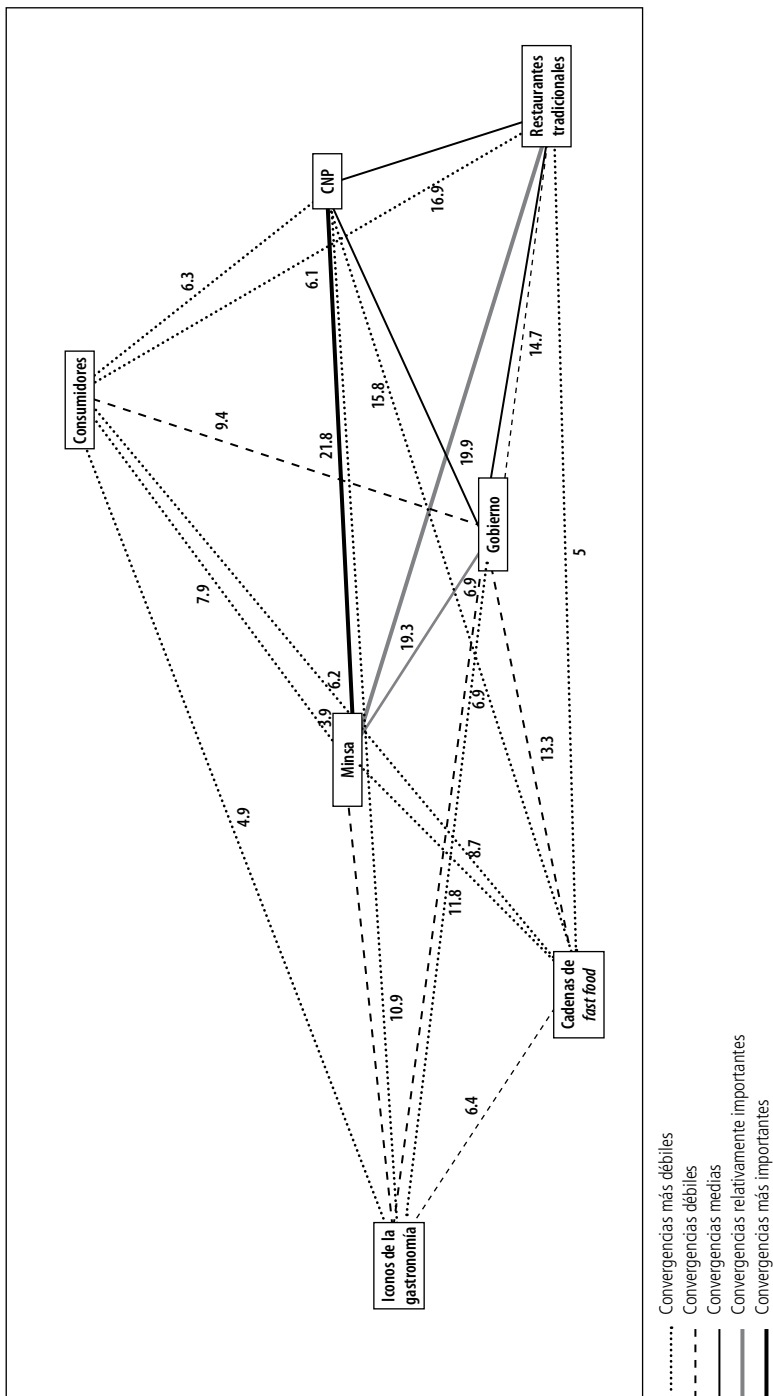 Consumidores
CNP
Restaurantes
tradicionales
Gobierno
Minsa
Cadenas de
fast food
Iconos de la
gastronomía
6.3
6.1
16.9
9.4
15.8
21.8
7.9
6.2
3.9
4.9
19.9
19.3
14.7
6.9
6.9
5
13.3
8.7
11.8
10.9
6.4
Convergencias más débiles
Convergencias débiles
Convergencias medias
Convergencias relativamente importantes
Convergencias más importantes